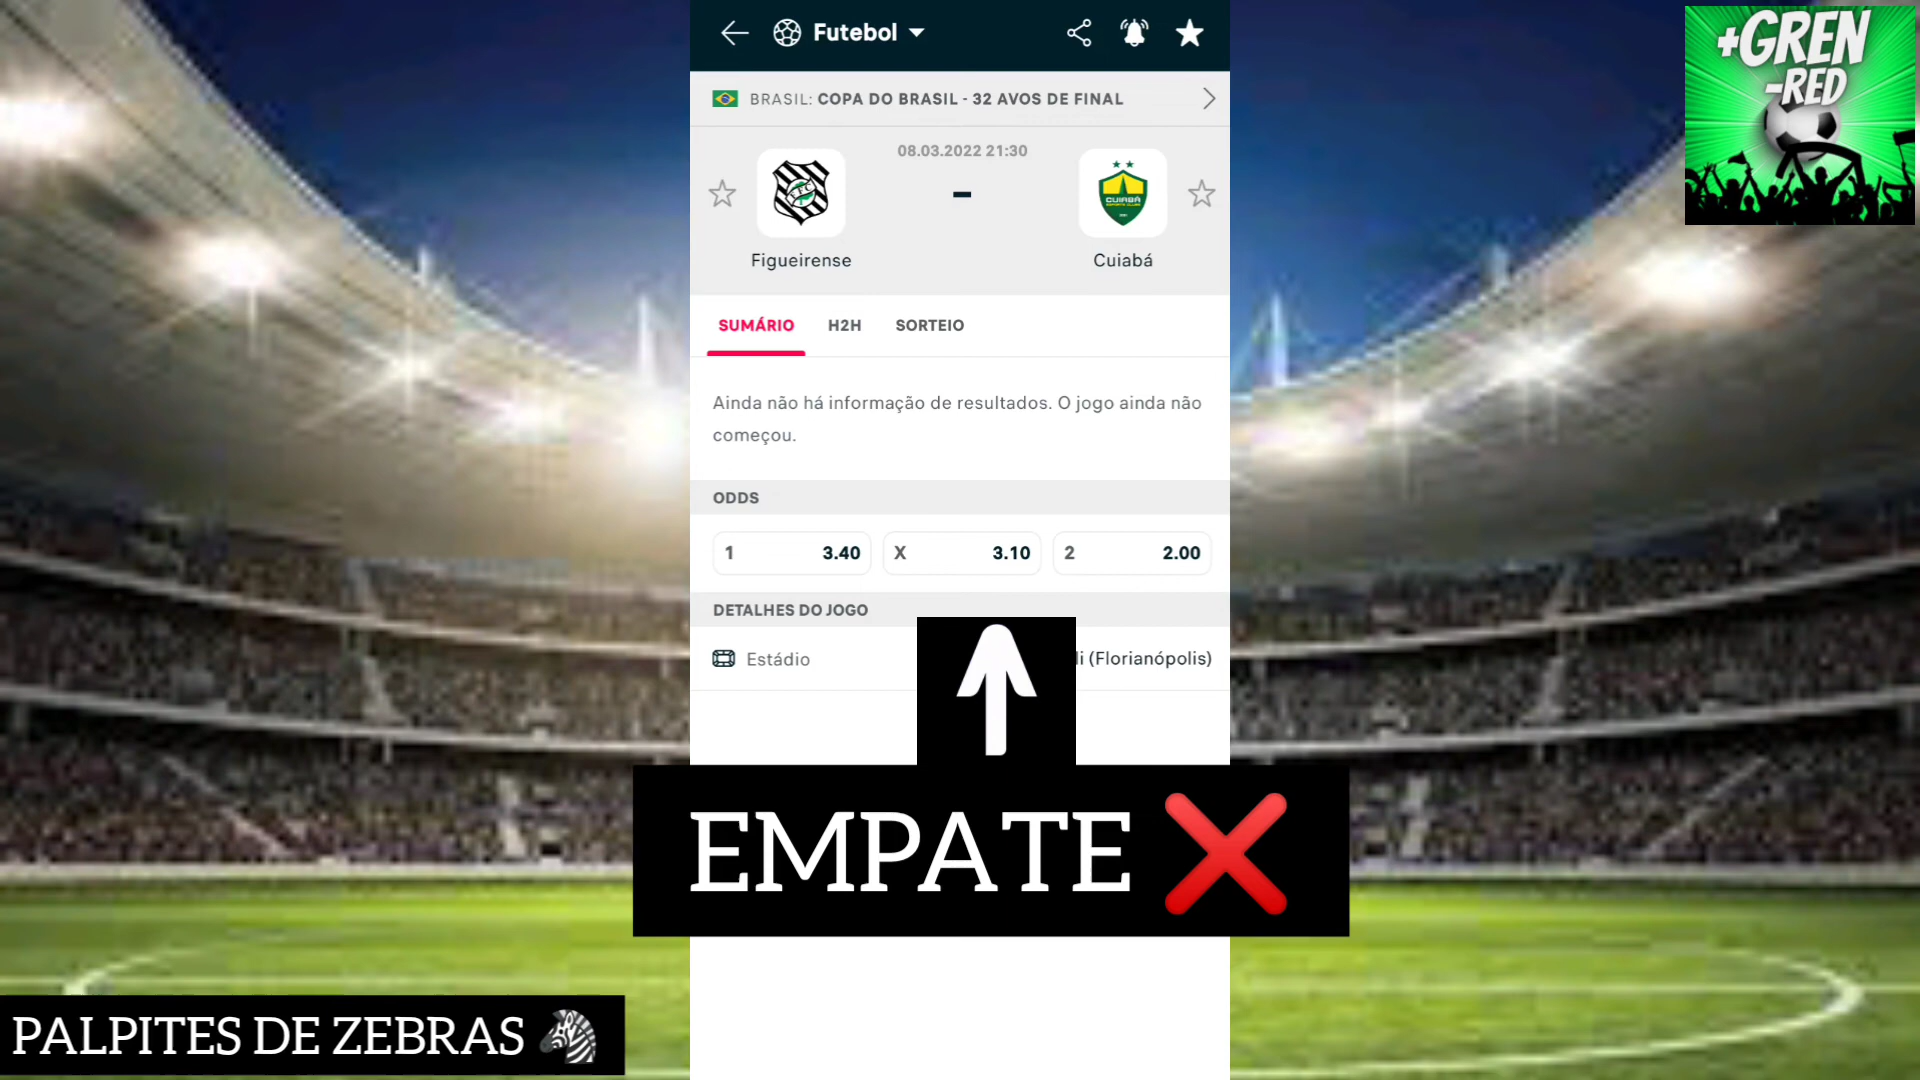 Futebol
BRASIL: COPA DO BRASIL - 32 AVOS DE FINAL
08.03.2022 21:30
-
Figueirense
Cuiabá
CUIABÁ
SUMÁRIO H2H SORTEIO
Ainda não há informação de resultados. O jogo ainda não
começou.
ODDS
1 3.40 X 3.10 2 2.00
DETALHES DO JOGO
Estádio li (Florianópolis)
EMPATE
PALPITES DE ZEBRAS
+GREN
-RED